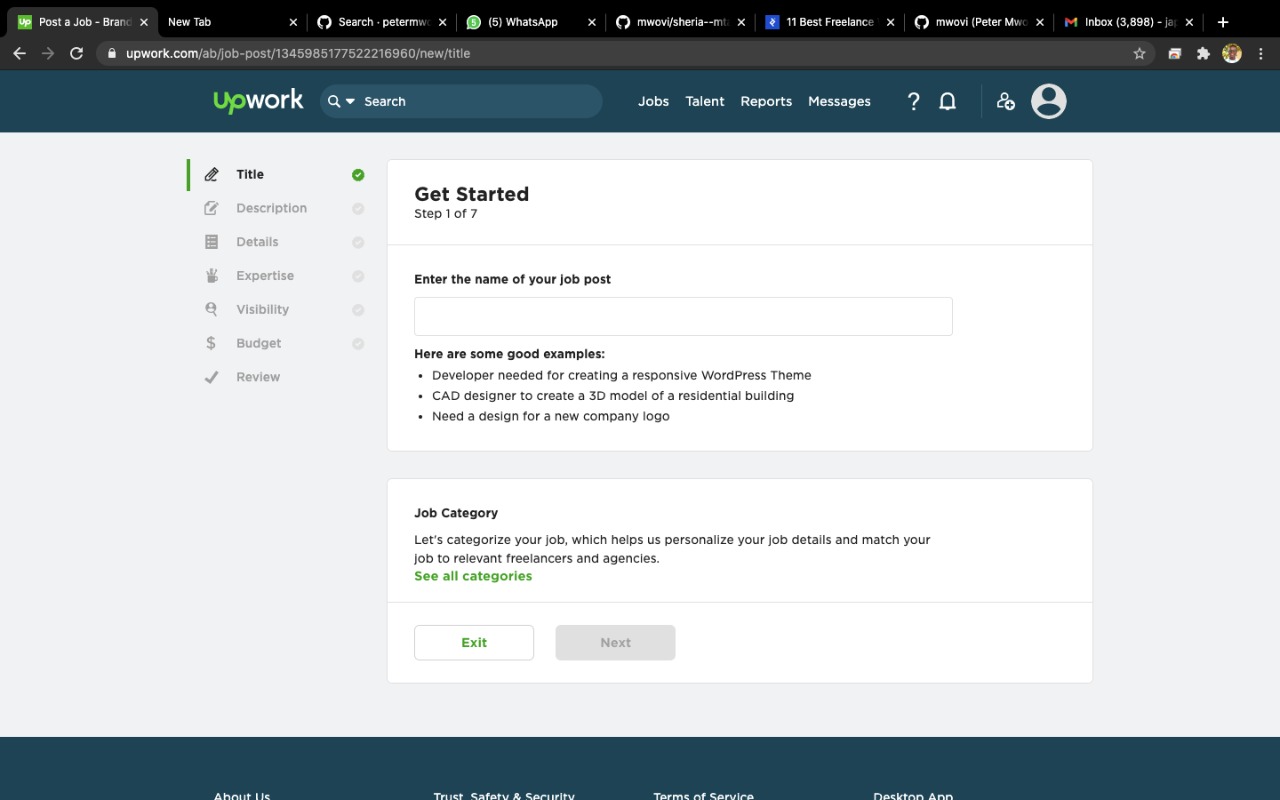 Post a Job - Brand
New Tab
Search · petermwo
(5) WhatsApp
mwovi/sheria--mt
11 Best Freelance
mwovi (Peter Mwo
Inbox (3,898) - ja
upwork.com/ab/job-post/1345985177522216960/new/title
upwork
Search
Jobs
Talent
Reports
Messages
?
Title
Description
Details
Expertise
Visibility
Budget
Review
Get Started
Step 1 of 7
Enter the name of your job post
Here are some good examples:
• Developer needed for creating a responsive WordPress Theme
• CAD designer to create a 3D model of a residential building
• Need a design for a new company logo
Job Category
Let's categorize your job, which helps us personalize your job details and match your
job to relevant freelancers and agencies.
See all categories
Exit
Next
About Us
Trust, Safety & Security
Terms of Service
Desktop App